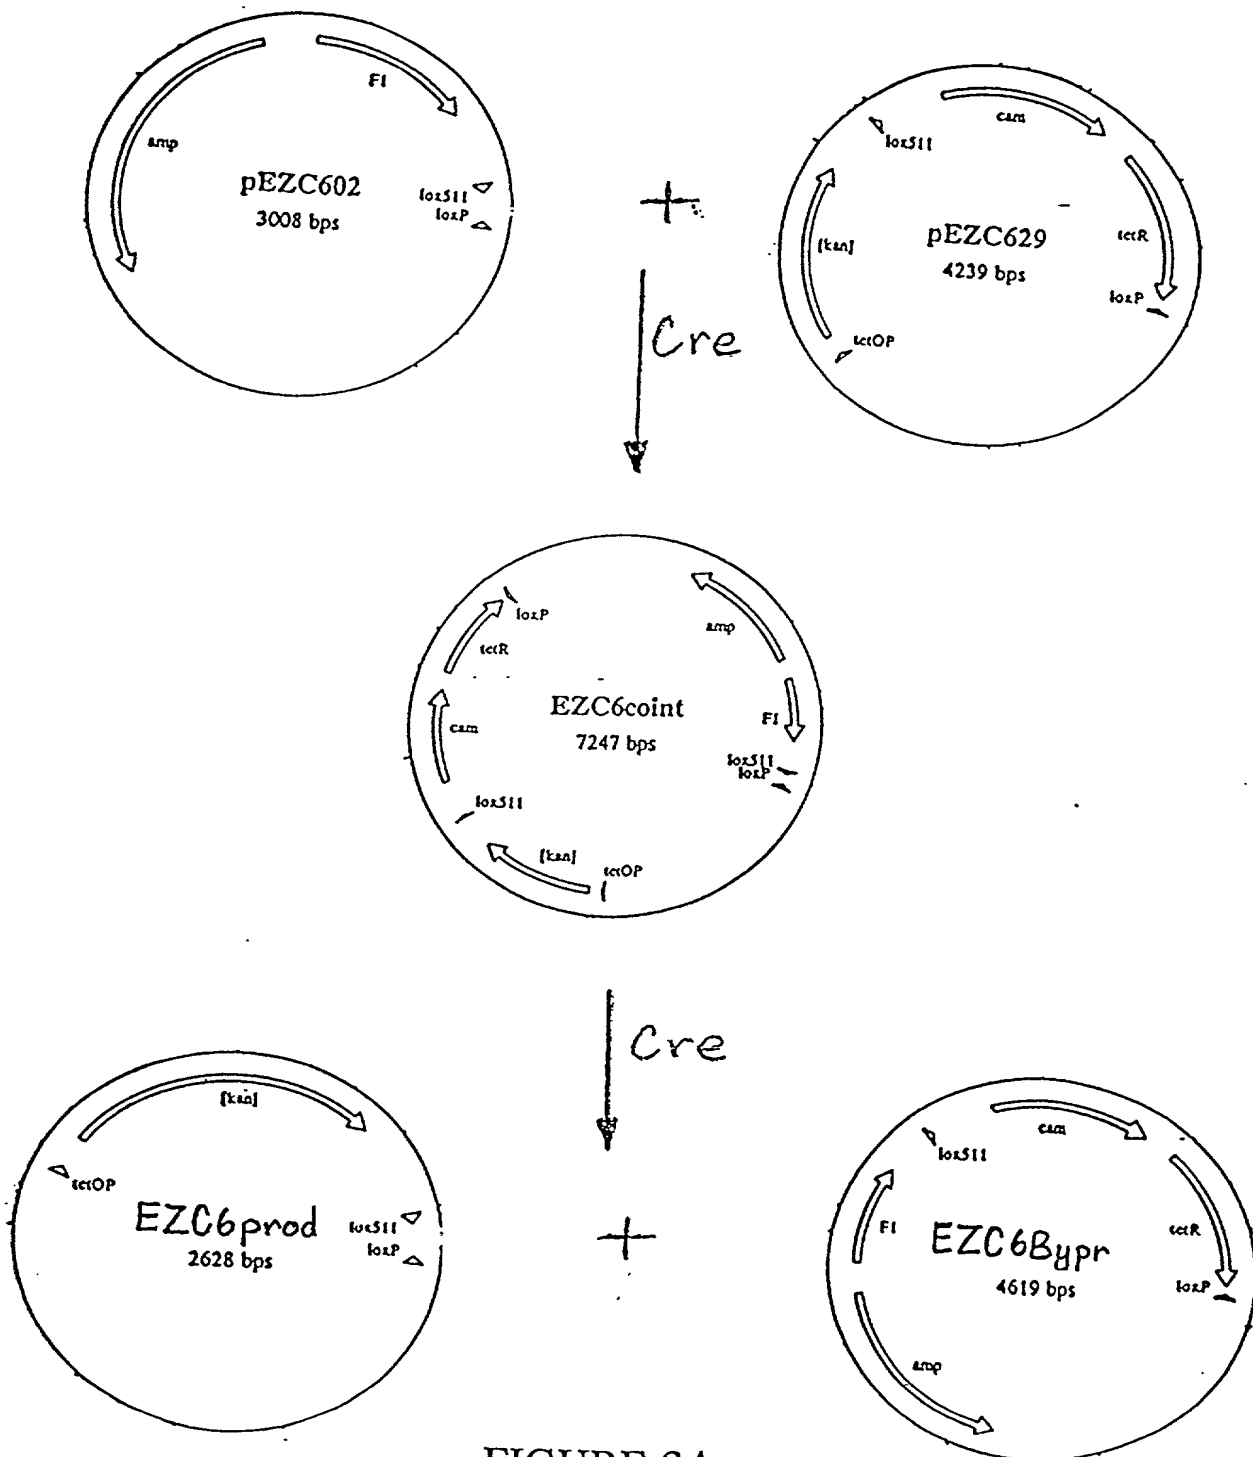 F1
amp
pEZC602
3008 bps
lox511
loxP
+
cam
lox511
[kan]
pEZC629
4239 bps
tetR
loxP
tetOP
Cre
loxP
tetR
amp
EZC6coint
7247 bps
cam
F1
lox511
loxP
lox511
[kan]
tetOP
Cre
[kan]
tetOP
EZC6prod
2628 bps
lox511
loxP
+
cam
lox511
F1
EZC6Bypr
4619 bps
tetR
loxP
amp